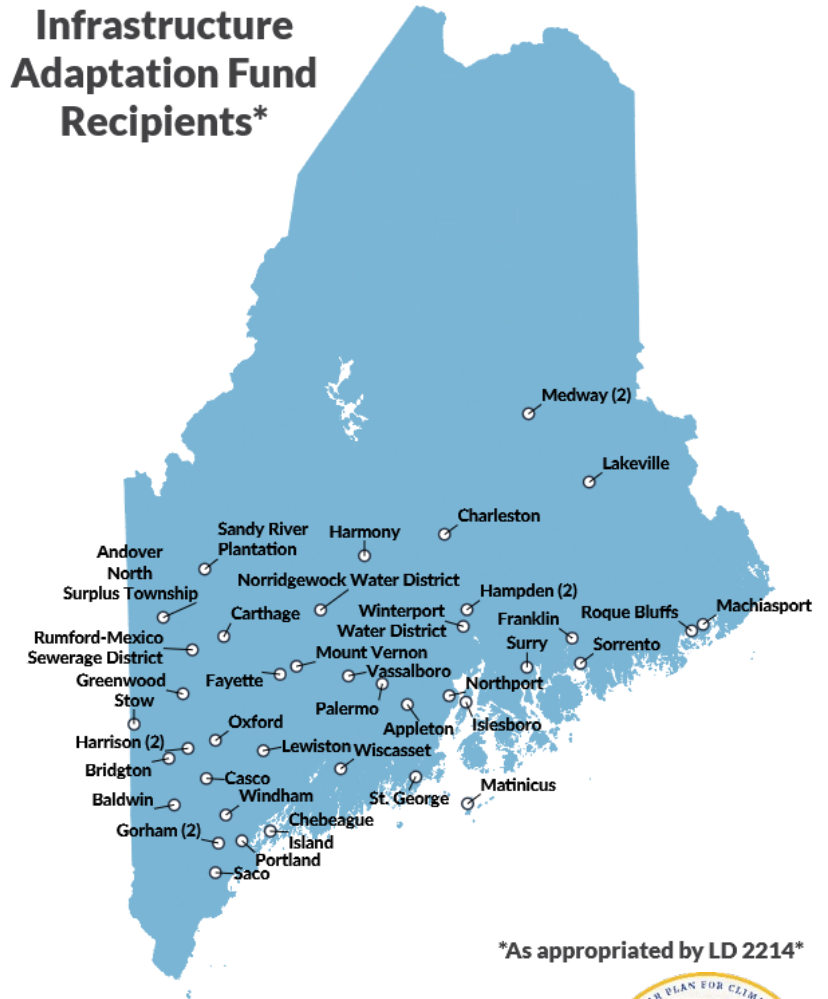 Infrastructure
Adaptation Fund
Recipients*
Medway (2)
Lakeville
Charleston
Harmony
Sandy River
Plantation
Andover
North
Surplus Township
Norridgewock Water District
Carthage
Hampden (2)
Winterport
Water District
Franklin
Roque Bluffs
Machiasport
Rumford-Mexico
Sewerage District
Surry
Sorrento
Mount Vernon
Fayette
Vassalboro
Greenwood
Stow
Palermo
Northport
Appleton
Islesboro
Oxford
Harrison (2)
Lewiston
Wiscasset
Bridgton
Casco
St. George
Matinicus
Baldwin
Windham
Chebeague
Island
Gorham (2)
Portland
Saco
*As appropriated by LD 2214*
PLAN FOR